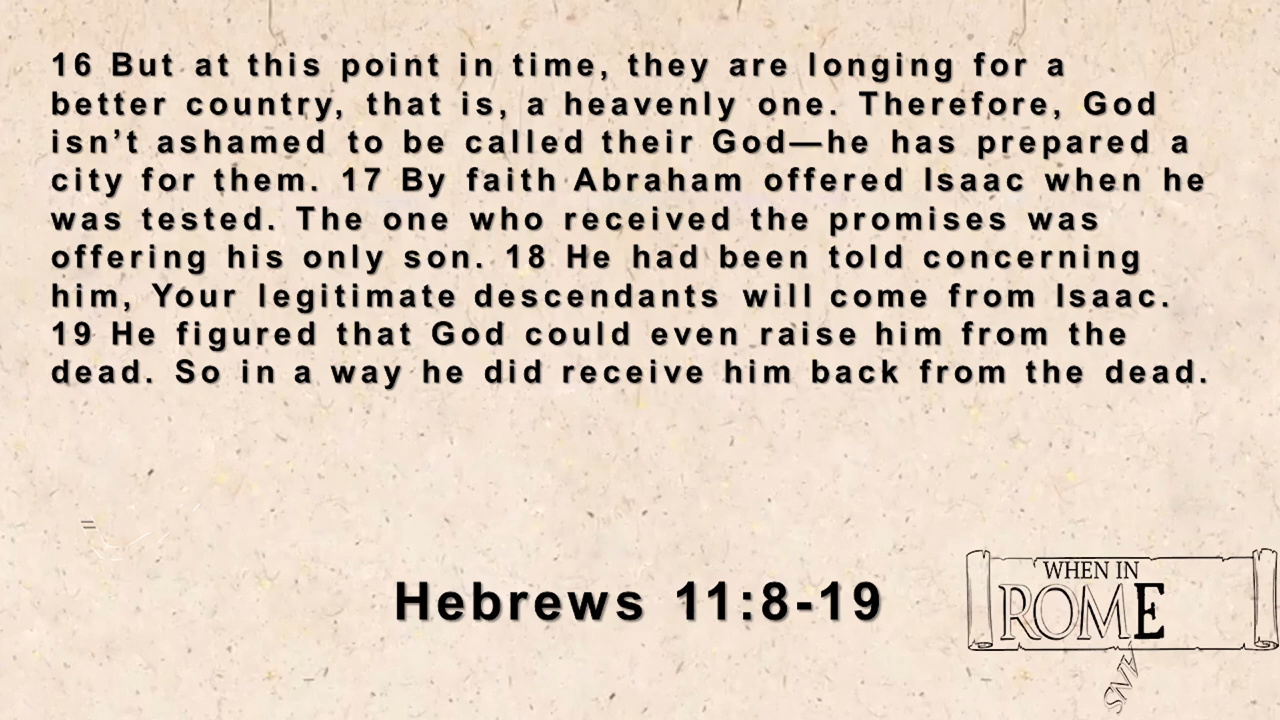 16 But at this point in time, they are longing for a
better country, that is, a heavenly one. Therefore, God
isn’t ashamed to be called their God—he has prepared a
city for them. 17 By faith Abraham offered Isaac when he
was tested. The one who received the promises was
offering his only son. 18 He had been told concerning
him, Your legitimate descendants will come from Isaac.
19 He figured that God could even raise him from the
dead. So in a way he did receive him back from the dead.
Hebrews 11:8-19
WHEN IN
ROME
ANS